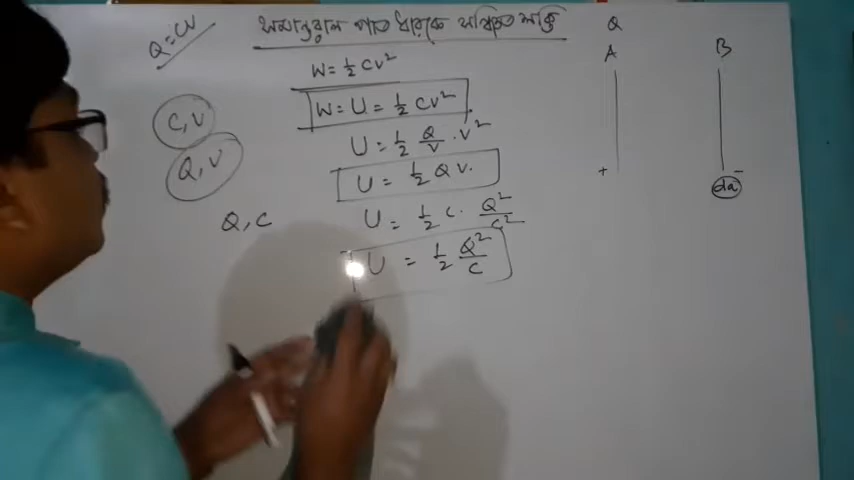 সমান্তরাল পাত ধারকে সঞ্চিত শক্তি
Q = CV
W = ½ CV²
W = U = ½ CV²
C, V
U = ½ Q/V · V²
Q, V
U = ½ QV.
Q, C
U = ½ C · Q²/C²
U = ½ Q²/C
Q
A B
+ −
da